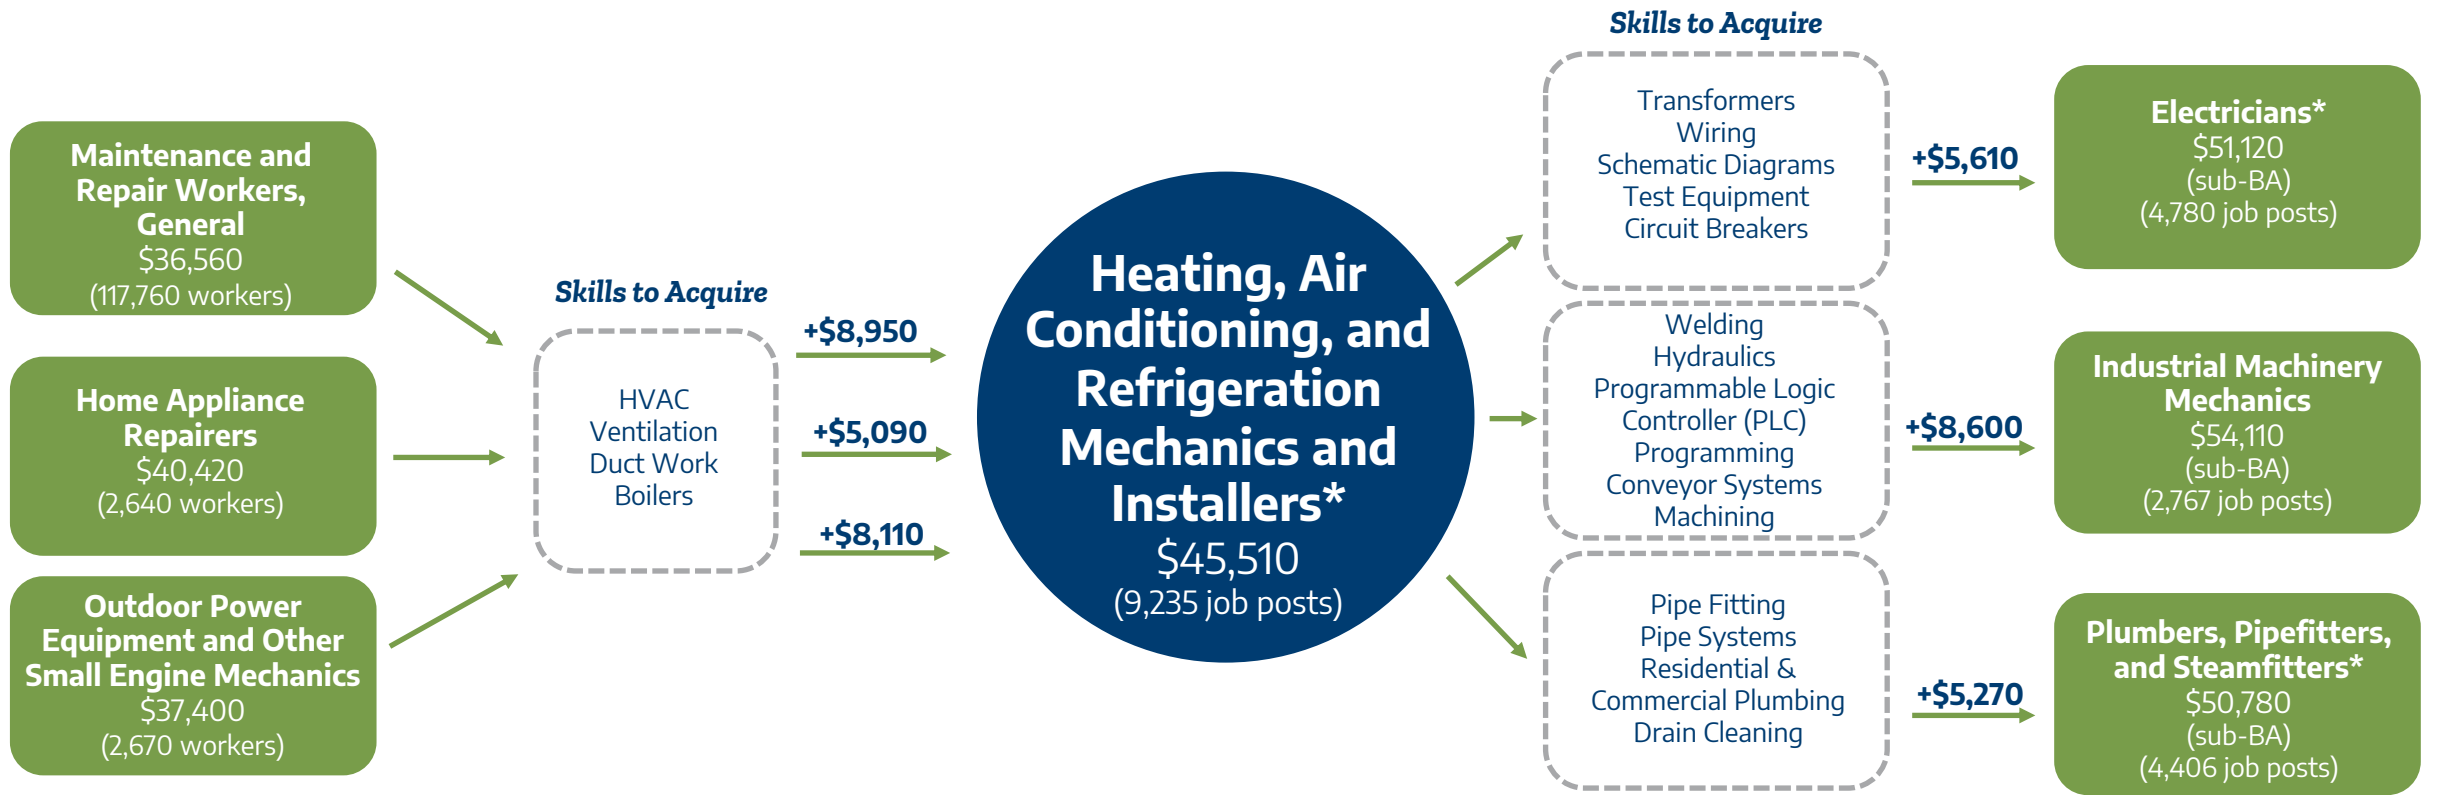 Maintenance and
Repair Workers,
General
$36,560
(117,760 workers)
Home Appliance
Repairers
$40,420
(2,640 workers)
Outdoor Power
Equipment and Other
Small Engine Mechanics
$37,400
(2,670 workers)
Skills to Acquire
HVAC
Ventilation
Duct Work
Boilers
+$8,950
+$5,090
+$8,110
Heating, Air
Conditioning, and
Refrigeration
Mechanics and
Installers*
$45,510
(9,235 job posts)
Skills to Acquire
Transformers
Wiring
Schematic Diagrams
Test Equipment
Circuit Breakers
+$5,610
Electricians*
$51,120
(sub-BA)
(4,780 job posts)
Welding
Hydraulics
Programmable Logic
Controller (PLC)
Programming
Conveyor Systems
Machining
+$8,600
Industrial Machinery
Mechanics
$54,110
(sub-BA)
(2,767 job posts)
Pipe Fitting
Pipe Systems
Residential &
Commercial Plumbing
Drain Cleaning
+$5,270
Plumbers, Pipefitters,
and Steamfitters*
$50,780
(sub-BA)
(4,406 job posts)